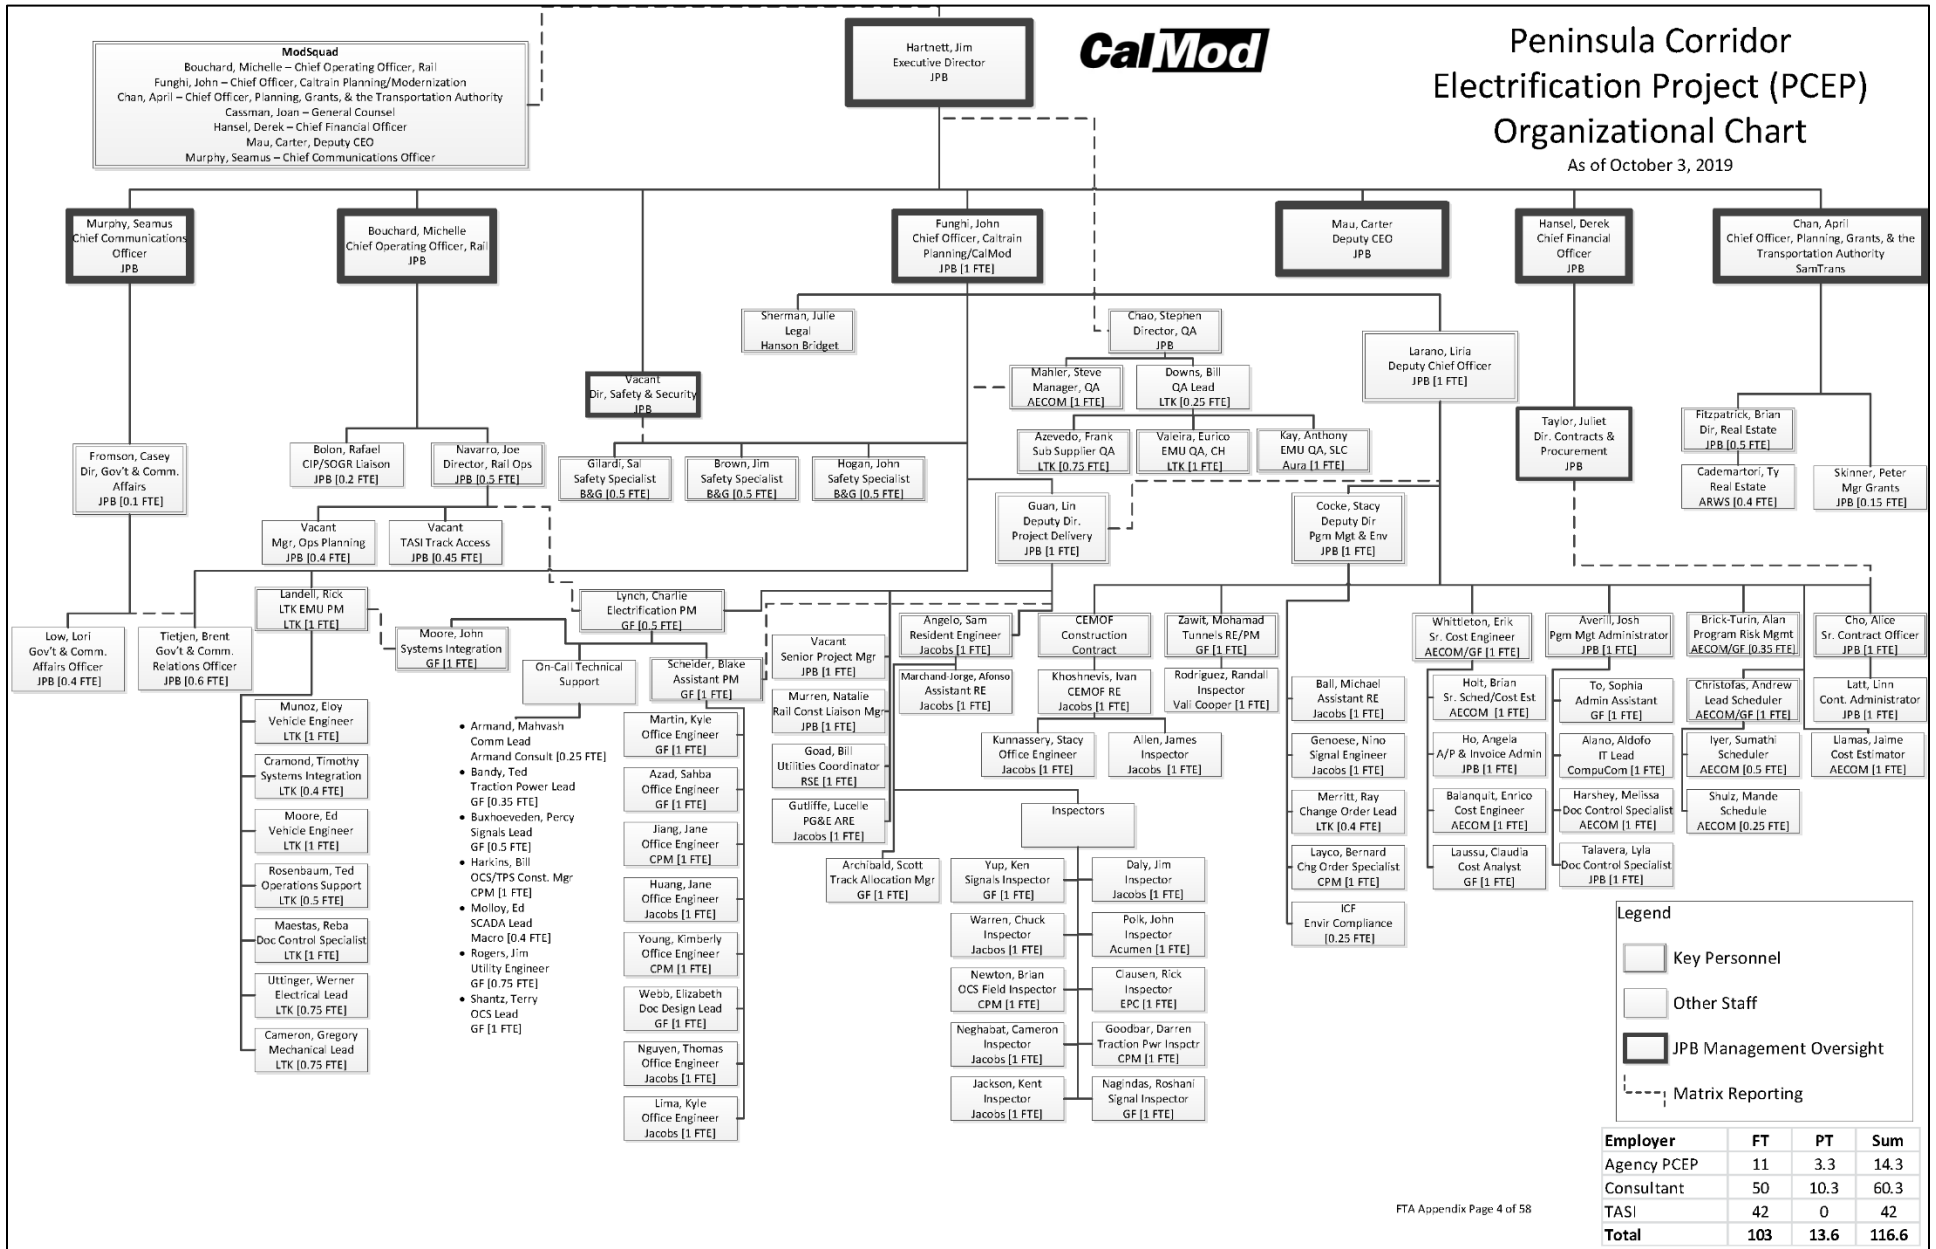 CalMod
Peninsula Corridor
Electrification Project (PCEP)
Organizational Chart
As of October 3, 2019
ModSquad
Bouchard, Michelle – Chief Operating Officer, Rail
Funghi, John – Chief Officer, Caltrain Planning/Modernization
Chan, April – Chief Officer, Planning, Grants, & the Transportation Authority
Cassman, Joan – General Counsel
Hansel, Derek – Chief Financial Officer
Mau, Carter, Deputy CEO
Murphy, Seamus – Chief Communications Officer
Hartnett, Jim
Executive Director
JPB
Murphy, Seamus
Chief Communications
Officer
JPB
Bouchard, Michelle
Chief Operating Officer, Rail
JPB
Funghi, John
Chief Officer, Caltrain
Planning/CalMod
JPB [1 FTE]
Mau, Carter
Deputy CEO
JPB
Hansel, Derek
Chief Financial
Officer
JPB
Chan, April
Chief Officer, Planning, Grants, & the
Transportation Authority
SamTrans
Sherman, Julie
Legal
Hanson Bridget
Chao, Stephen
Director, QA
JPB
Larano, Liria
Deputy Chief Officer
JPB [1 FTE]
Vacant
Dir, Safety & Security
JPB
Mahler, Steve
Manager, QA
AECOM [1 FTE]
Downs, Bill
QA Lead
LTK [0.25 FTE]
Taylor, Juliet
Dir. Contracts &
Procurement
JPB
Fitzpatrick, Brian
Dir, Real Estate
JPB [0.5 FTE]
Cademartori, Ty
Real Estate
ARWS [0.4 FTE]
Skinner, Peter
Mgr Grants
JPB [0.15 FTE]
Fromson, Casey
Dir, Gov't & Comm.
Affairs
JPB [0.1 FTE]
Bolon, Rafael
CIP/SOGR Liaison
JPB [0.2 FTE]
Navarro, Joe
Director, Rail Ops
JPB [0.5 FTE]
Gilardi, Sal
Safety Specialist
B&G [0.5 FTE]
Brown, Jim
Safety Specialist
B&G [0.5 FTE]
Hogan, John
Safety Specialist
B&G [0.5 FTE]
Azevedo, Frank
Sub Supplier QA
LTK [0.75 FTE]
Valeira, Eurico
EMU QA, CH
LTK [1 FTE]
Kay, Anthony
EMU QA, SLC
Aura [1 FTE]
Vacant
Mgr, Ops Planning
JPB [0.4 FTE]
Vacant
TASI Track Access
JPB [0.45 FTE]
Guan, Lin
Deputy Dir.
Project Delivery
JPB [1 FTE]
Cocke, Stacy
Deputy Dir
Pgm Mgt & Env
JPB [1 FTE]
Low, Lori
Gov't & Comm.
Affairs Officer
JPB [0.4 FTE]
Tietjen, Brent
Gov't & Comm.
Relations Officer
JPB [0.6 FTE]
Landell, Rick
LTK EMU PM
LTK [1 FTE]
Moore, John
Systems Integration
GF [1 FTE]
Lynch, Charlie
Electrification PM
GF [0.5 FTE]
On-Call Technical
Support
Scheider, Blake
Assistant PM
GF [1 FTE]
Vacant
Senior Project Mgr
JPB [1 FTE]
Murren, Natalie
Rail Const Liaison Mgr
JPB [1 FTE]
Goad, Bill
Utilities Coordinator
RSE [1 FTE]
Gutliffe, Lucelle
PG&E ARE
Jacobs [1 FTE]
Angelo, Sam
Resident Engineer
Jacobs [1 FTE]
Marchand-Jorge, Afonso
Assistant RE
Jacobs [1 FTE]
CEMOF
Construction
Contract
Khoshnevis, Ivan
CEMOF RE
Jacobs [1 FTE]
Kunnassery, Stacy
Office Engineer
Jacobs [1 FTE]
Allen, James
Inspector
Jacobs [1 FTE]
Zawit, Mohamad
Tunnels RE/PM
GF [1 FTE]
Rodriguez, Randall
Inspector
Vali Cooper [1 FTE]
Whittleton, Erik
Sr. Cost Engineer
AECOM/GF [1 FTE]
Averill, Josh
Pgm Mgt Administrator
JPB [1 FTE]
Brick-Turin, Alan
Program Risk Mgmt
AECOM/GF [0.35 FTE]
Cho, Alice
Sr. Contract Officer
JPB [1 FTE]
Munoz, Eloy
Vehicle Engineer
LTK [1 FTE]
Cramond, Timothy
Systems Integration
LTK [0.4 FTE]
Moore, Ed
Vehicle Engineer
LTK [1 FTE]
Rosenbaum, Ted
Operations Support
LTK [0.5 FTE]
Maestas, Reba
Doc Control Specialist
LTK [1 FTE]
Uttinger, Werner
Electrical Lead
LTK [0.75 FTE]
Cameron, Gregory
Mechanical Lead
LTK [0.75 FTE]
• Armand, Mahvash
Comm Lead
Armand Consult [0.25 FTE]
• Bandy, Ted
Traction Power Lead
GF [0.35 FTE]
• Buxhoeveden, Percy
Signals Lead
GF [0.5 FTE]
• Harkins, Bill
OCS/TPS Const. Mgr
CPM [1 FTE]
• Molloy, Ed
SCADA Lead
Macro [0.4 FTE]
• Rogers, Jim
Utility Engineer
GF [0.75 FTE]
• Shantz, Terry
OCS Lead
GF [1 FTE]
Martin, Kyle
Office Engineer
GF [1 FTE]
Azad, Sahba
Office Engineer
GF [1 FTE]
Jiang, Jane
Office Engineer
CPM [1 FTE]
Huang, Jane
Office Engineer
Jacobs [1 FTE]
Young, Kimberly
Office Engineer
CPM [1 FTE]
Webb, Elizabeth
Doc Design Lead
GF [1 FTE]
Nguyen, Thomas
Office Engineer
Jacobs [1 FTE]
Lima, Kyle
Office Engineer
Jacobs [1 FTE]
Archibald, Scott
Track Allocation Mgr
GF [1 FTE]
Inspectors
Yup, Ken
Signals Inspector
GF [1 FTE]
Daly, Jim
Inspector
Jacobs [1 FTE]
Warren, Chuck
Inspector
Jacbos [1 FTE]
Polk, John
Inspector
Acumen [1 FTE]
Newton, Brian
OCS Field Inspector
CPM [1 FTE]
Clausen, Rick
Inspector
EPC [1 FTE]
Neghabat, Cameron
Inspector
Jacobs [1 FTE]
Goodbar, Darren
Traction Pwr Inspctr
CPM [1 FTE]
Jackson, Kent
Inspector
Jacobs [1 FTE]
Nagindas, Roshani
Signal Inspector
GF [1 FTE]
Ball, Michael
Assistant RE
Jacobs [1 FTE]
Genoese, Nino
Signal Engineer
Jacobs [1 FTE]
Merritt, Ray
Change Order Lead
LTK [0.4 FTE]
Layco, Bernard
Chg Order Specialist
CPM [1 FTE]
ICF
Envir Compliance
[0.25 FTE]
Holt, Brian
Sr. Sched/Cost Est
AECOM [1 FTE]
Ho, Angela
A/P & Invoice Admin
JPB [1 FTE]
Balanquit, Enrico
Cost Engineer
AECOM [1 FTE]
Laussu, Claudia
Cost Analyst
GF [1 FTE]
To, Sophia
Admin Assistant
GF [1 FTE]
Alano, Aldofo
IT Lead
CompuCom [1 FTE]
Harshey, Melissa
Doc Control Specialist
AECOM [1 FTE]
Talavera, Lyla
Doc Control Specialist
JPB [1 FTE]
Christofas, Andrew
Lead Scheduler
AECOM/GF [1 FTE]
Iyer, Sumathi
Scheduler
AECOM [0.5 FTE]
Shulz, Mande
Schedule
AECOM [0.25 FTE]
Latt, Linn
Cont. Administrator
JPB [1 FTE]
Llamas, Jaime
Cost Estimator
AECOM [1 FTE]
Legend
Key Personnel
Other Staff
JPB Management Oversight
Matrix Reporting
Employer FT PT Sum
Agency PCEP 11 3.3 14.3
Consultant 50 10.3 60.3
TASI 42 0 42
Total 103 13.6 116.6
FTA Appendix Page 4 of 58